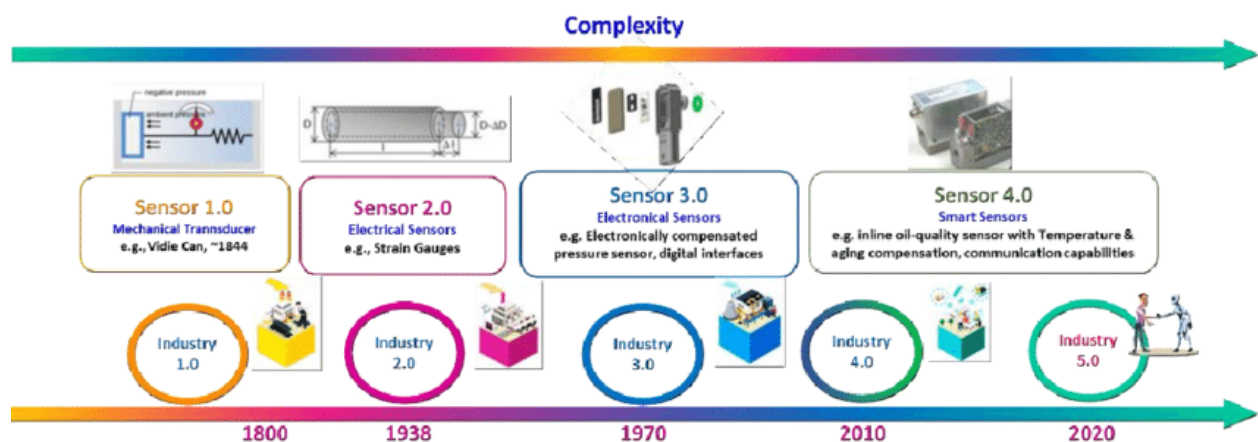 Complexity
negative pressure
ambient pressure
D
D-ΔD
l
Δl
Sensor 1.0
Mechanical Trannsducer
e.g., Vidie Can, ~1844
Sensor 2.0
Electrical Sensors
e.g., Strain Gauges
Sensor 3.0
Electronical Sensors
e.g. Electronically compensated
pressure sensor, digital interfaces
Sensor 4.0
Smart Sensors
e.g. inline oil-quality sensor with Temperature &
aging compensation, communication capabilities
Industry
1.0
Industry
2.0
Industry
3.0
Industry
4.0
Industry
5.0
1800
1938
1970
2010
2020